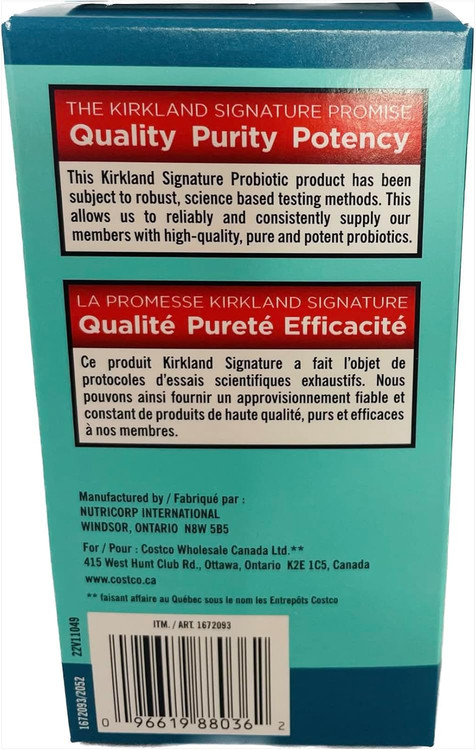 THE KIRKLAND SIGNATURE PROMISE
Quality Purity Potency
This Kirkland Signature Probiotic product has been
subject to robust, science based testing methods. This
allows us to reliably and consistently supply our
members with high-quality, pure and potent probiotics.
LA PROMESSE KIRKLAND SIGNATURE
Qualité Pureté Efficacité
Ce produit Kirkland Signature a fait l'objet de
protocoles d'essais scientifiques exhaustifs. Nous
pouvons ainsi fournir un approvisionnement fiable et
constant de produits de haute qualité, purs et efficaces
à nos membres.
Manufactured by / Fabriqué par :
NUTRICORP INTERNATIONAL
WINDSOR, ONTARIO N8W 5B5
For / Pour : Costco Wholesale Canada Ltd.**
415 West Hunt Club Rd., Ottawa, Ontario K2E 1C5, Canada
www.costco.ca
** faisant affaire au Québec sous le nom les Entrepôts Costco
22V11049
1672093/2052
ITM. / ART. 1672093
0 96619 88036 2